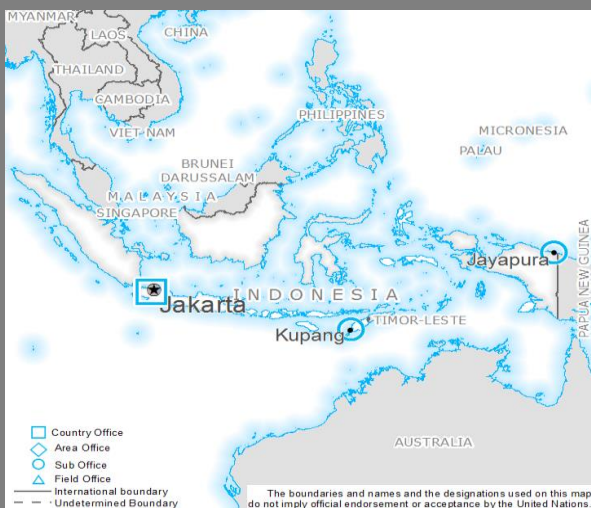 MYANMAR
LAOS
CHINA
THAILAND
CAMBODIA
VIET NAM
PHILIPPINES
MICRONESIA
PALAU
BRUNEI
DARUSSALAM
MALAYSIA
SINGAPORE
PAPUA NEW GUINEA
Jayapura
INDONESIA
Jakarta
TIMOR-LESTE
Kupang
AUSTRALIA
Country Office
Area Office
Sub Office
Field Office
International boundary
Undetermined Boundary
The boundaries and names and the designations used on this map
do not imply official endorsement or acceptance by the United Nations.